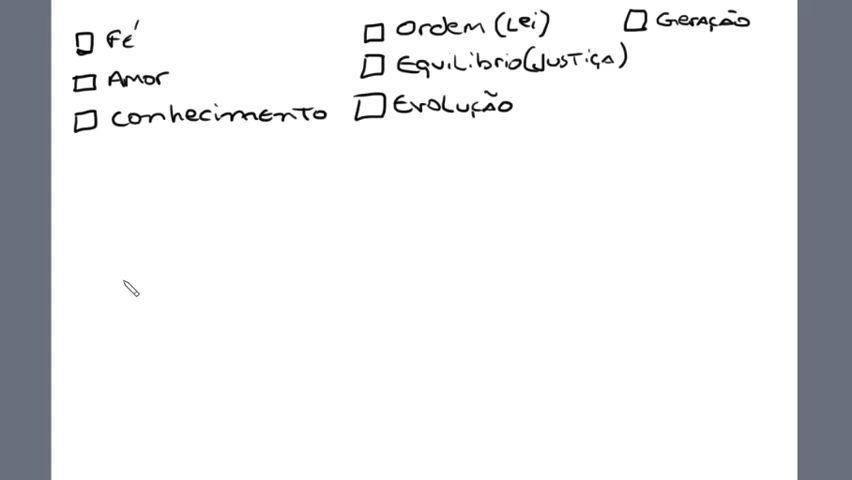 Fé
Amor
Conhecimento
Ordem (Lei)
Equilibrio (Justiça)
Evolução
Geração